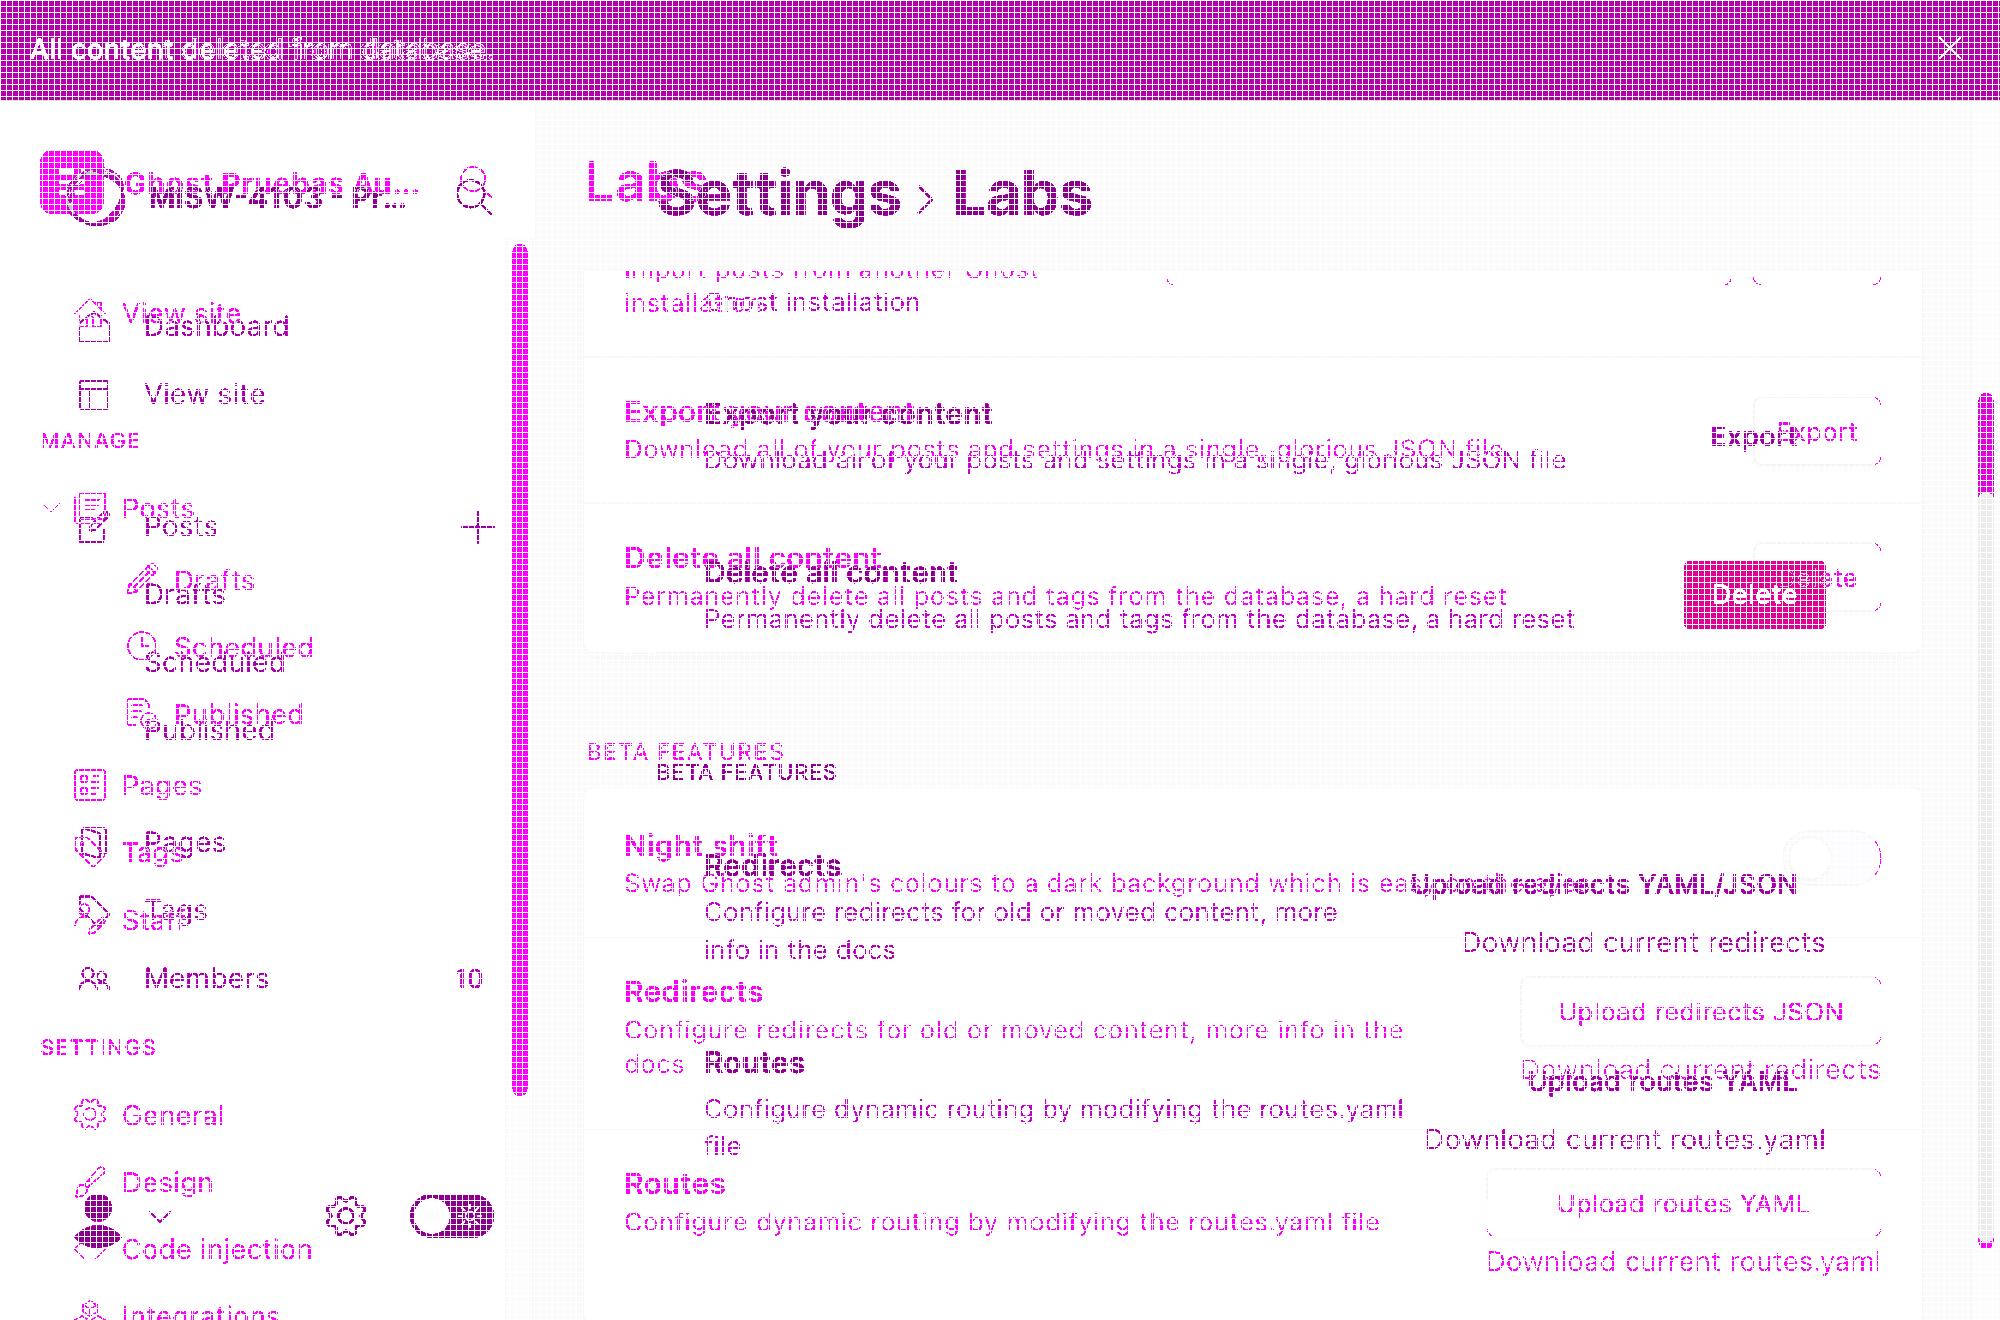 All content deleted from database.
Ghost Pruebas Au...
MSW-4103 - Pr...
Labs
Settings › Labs
View site
Dashboard
View site
MANAGE
Posts
Posts
Drafts
Drafts
Scheduled
Scheduled
Published
Published
Pages
Pages
Tags
Tags
Staff
Members 10
SETTINGS
General
Design
Code injection
Integrations
Import posts from another Ghost
installation
Ghost installation
Export your content
Export your content
Download all of your posts and settings in a single, glorious JSON file
Download all of your posts and settings in a single, glorious JSON file
Export
Export
Delete all content
Delete all content
Permanently delete all posts and tags from the database, a hard reset
Permanently delete all posts and tags from the database, a hard reset
Delete
Delete
BETA FEATURES
BETA FEATURES
Night shift
Swap Ghost admin's colours to a dark background which is
Redirects
Upload redirects YAML/JSON
Configure redirects for old or moved content, more
info in the docs
Download current redirects
Redirects
Configure redirects for old or moved content, more info in the
docs
Upload redirects JSON
Download current redirects
Routes
Upload routes YAML
Configure dynamic routing by modifying the routes.yaml
file
Download current routes.yaml
Routes
Configure dynamic routing by modifying the routes.yaml file
Upload routes YAML
Download current routes.yaml